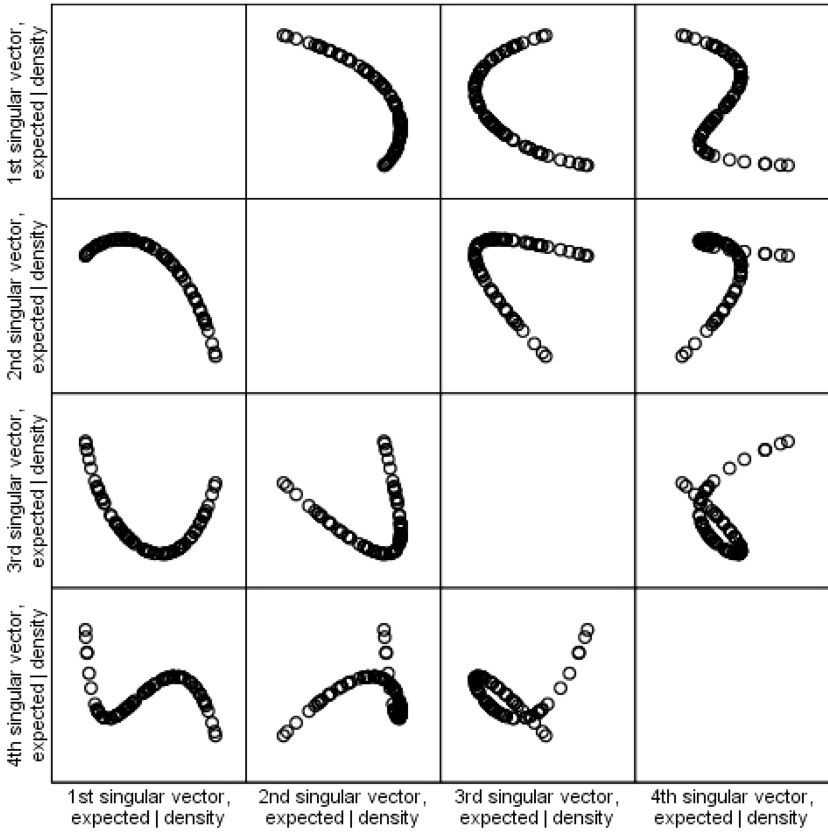 1st singular vector,
expected | density
2nd singular vector,
expected | density
3rd singular vector,
expected | density
4th singular vector,
expected | density
1st singular vector,
expected | density
2nd singular vector,
expected | density
3rd singular vector,
expected | density
4th singular vector,
expected | density